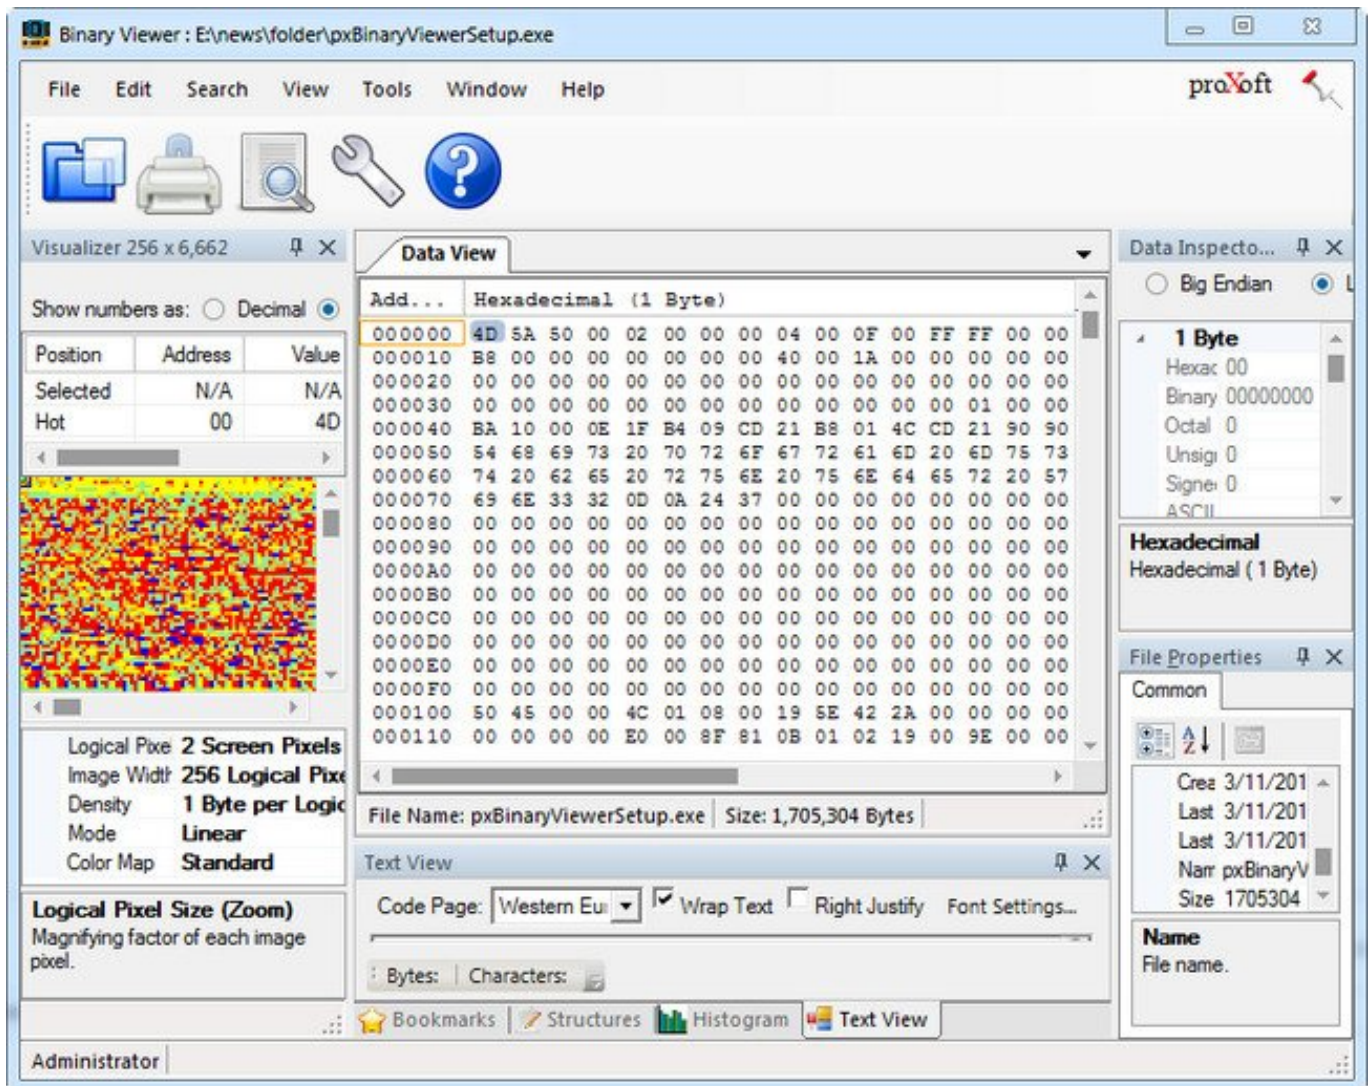 Binary Viewer : E:\news\folder\pxBinaryViewerSetup.exe
File Edit Search View Tools Window Help
proXoft
Visualizer 256 x 6,662
Show numbers as: Decimal
Position Address Value
Selected N/A N/A
Hot 00 4D
Logical Pixe 2 Screen Pixels
Image Widt 256 Logical Pixe
Density 1 Byte per Logic
Mode Linear
Color Map Standard
Logical Pixel Size (Zoom)
Magnifying factor of each image
pixel.
Data View
Add... Hexadecimal (1 Byte)
000000 4D 5A 50 00 02 00 00 00 04 00 0F 00 FF FF 00 00
000010 B8 00 00 00 00 00 00 00 40 00 1A 00 00 00 00 00
000020 00 00 00 00 00 00 00 00 00 00 00 00 00 00 00 00
000030 00 00 00 00 00 00 00 00 00 00 00 00 00 01 00 00
000040 BA 10 00 0E 1F B4 09 CD 21 B8 01 4C CD 21 90 90
000050 54 68 69 73 20 70 72 6F 67 72 61 6D 20 6D 75 73
000060 74 20 62 65 20 72 75 6E 20 75 6E 64 65 72 20 57
000070 69 6E 33 32 0D 0A 24 37 00 00 00 00 00 00 00 00
000080 00 00 00 00 00 00 00 00 00 00 00 00 00 00 00 00
000090 00 00 00 00 00 00 00 00 00 00 00 00 00 00 00 00
0000A0 00 00 00 00 00 00 00 00 00 00 00 00 00 00 00 00
0000B0 00 00 00 00 00 00 00 00 00 00 00 00 00 00 00 00
0000C0 00 00 00 00 00 00 00 00 00 00 00 00 00 00 00 00
0000D0 00 00 00 00 00 00 00 00 00 00 00 00 00 00 00 00
0000E0 00 00 00 00 00 00 00 00 00 00 00 00 00 00 00 00
0000F0 00 00 00 00 00 00 00 00 00 00 00 00 00 00 00 00
000100 50 45 00 00 4C 01 08 00 19 5E 42 2A 00 00 00 00
000110 00 00 00 00 E0 00 8F 81 0B 01 02 19 00 9E 00 00
File Name: pxBinaryViewerSetup.exe Size: 1,705,304 Bytes
Text View
Code Page: Western Eur Wrap Text Right Justify Font Settings...
Bytes: Characters:
Bookmarks Structures Histogram Text View
Data Inspecto...
Big Endian L
1 Byte
Hexac 00
Binary 00000000
Octal 0
Unsig 0
Signe 0
ASCII
Hexadecimal
Hexadecimal ( 1 Byte)
File Properties
Common
Crea 3/11/201
Last 3/11/201
Last 3/11/201
Nam pxBinaryV
Size 1705304
Name
File name.
Administrator